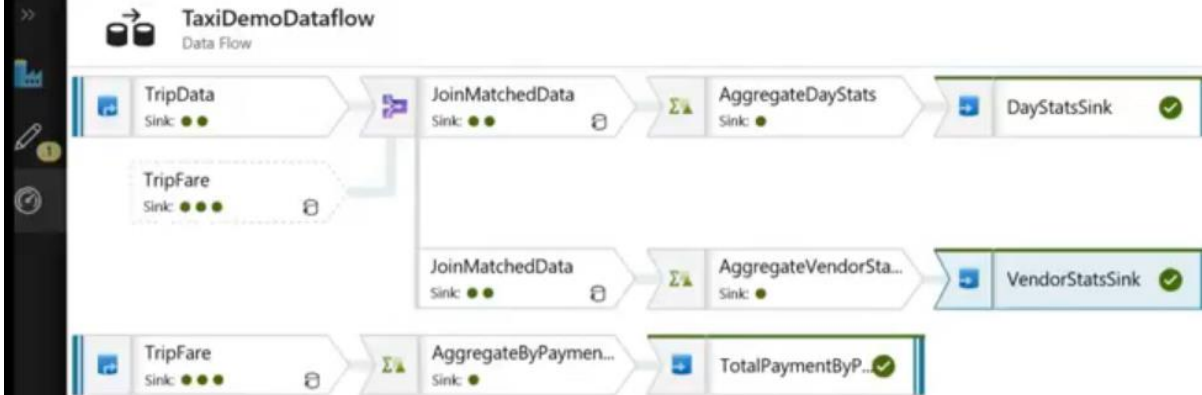 TaxiDemoDataflow
Data Flow
TripData
Sink:
JoinMatchedData
Sink:
AggregateDayStats
Sink:
DayStatsSink
TripFare
Sink:
1
JoinMatchedData
Sink:
AggregateVendorSta...
Sink:
VendorStatsSink
TripFare
Sink:
AggregateByPaymen...
Sink:
TotalPaymentByP...